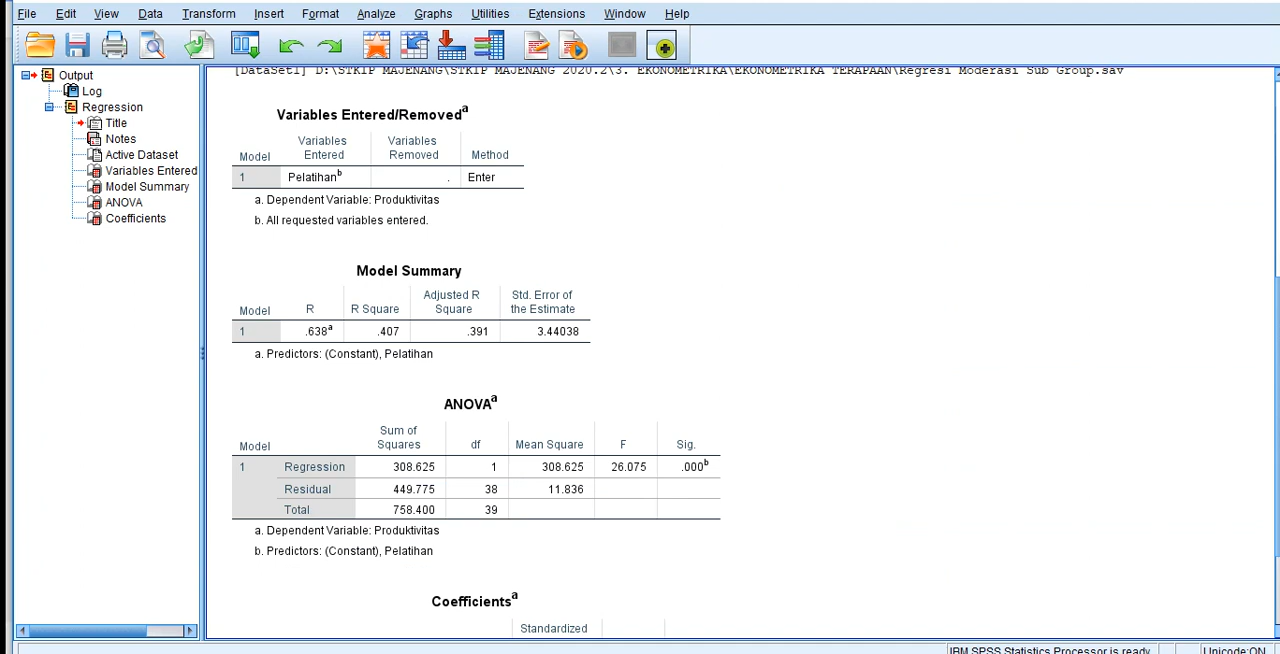 File Edit View Data Transform Insert Format Analyze Graphs Utilities Extensions Window Help
Output
Log
Regression
Title
Notes
Active Dataset
Variables Entered
Model Summary
ANOVA
Coefficients
[DataSet1] D:\STKIP MAJENANG\STKIP MAJENANG 2020.2\3. EKONOMETRIKA\EKONOMETRIKA TERAPAAN\Regresi Moderasi Sub Group.sav
Variables Entered/Removedᵃ
Model Variables Entered Variables Removed Method
1 Pelatihanᵇ . Enter
a. Dependent Variable: Produktivitas
b. All requested variables entered.
Model Summary
Model R R Square Adjusted R Square Std. Error of the Estimate
1 .638ᵃ .407 .391 3.44038
a. Predictors: (Constant), Pelatihan
ANOVAᵃ
Model Sum of Squares df Mean Square F Sig.
1 Regression 308.625 1 308.625 26.075 .000ᵇ
Residual 449.775 38 11.836
Total 758.400 39
a. Dependent Variable: Produktivitas
b. Predictors: (Constant), Pelatihan
Coefficientsᵃ
Standardized
IBM SPSS Statistics Processor is ready Unicode:ON